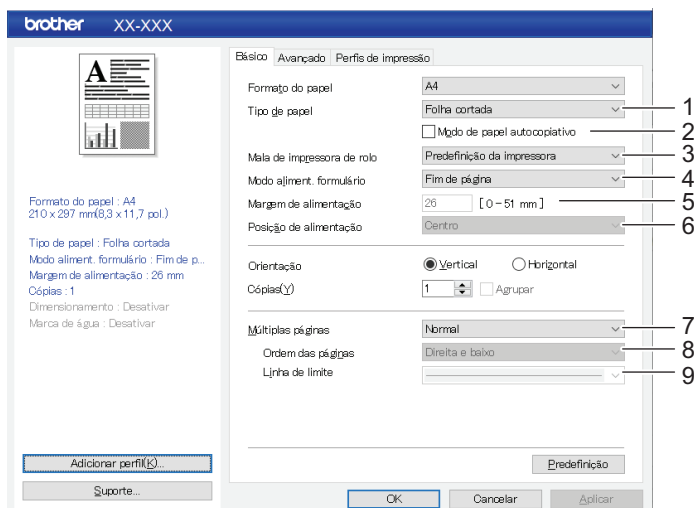 brother XX-XXX
A
Formato do papel : A4
210 x 297 mm(8,3 x 11,7 pol.)
Tipo de papel : Folha cortada
Modo aliment. formulário : Fim de p...
Margem de alimentação : 26 mm
Cópias : 1
Dimensionamento : Desativar
Marca de água : Desativar
Adicionar perfil(K)...
Suporte...
Básico Avançado Perfis de impressão
Formato do papel A4
Tipo de papel Folha cortada 1
Modo de papel autocopiativo 2
Mala de impressora de rolo Predefinição da impressora 3
Modo aliment. formulário Fim de página 4
Margem de alimentação 26 [ 0 – 51 mm ] 5
Posição de alimentação Centro 6
Orientação Vertical Horizontal
Cópias(Y) 1 Agrupar
Múltiplas páginas Normal 7
Ordem das páginas Direita e baixo 8
Linha de limite 9
Predefinição
OK Cancelar Aplicar